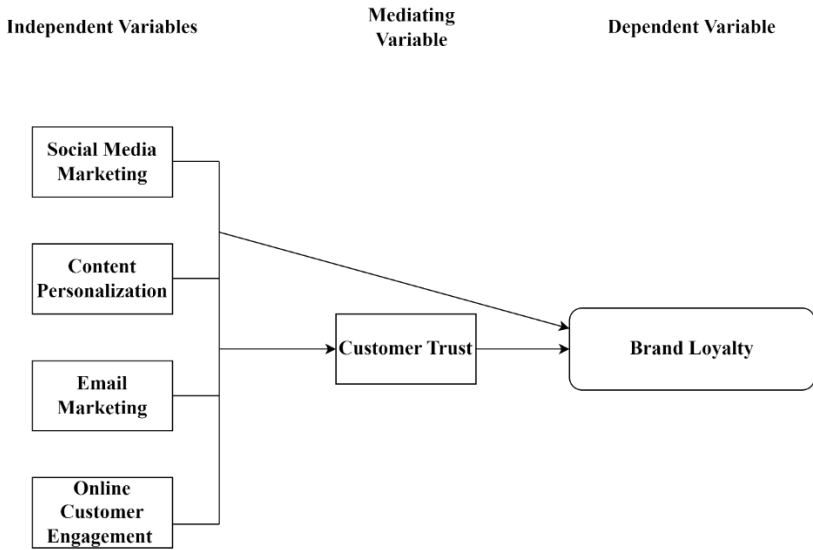 Independent Variables
Mediating
Variable
Dependent Variable
Social Media
Marketing
Content
Personalization
Email
Marketing
Online
Customer
Engagement
Customer Trust
Brand Loyalty